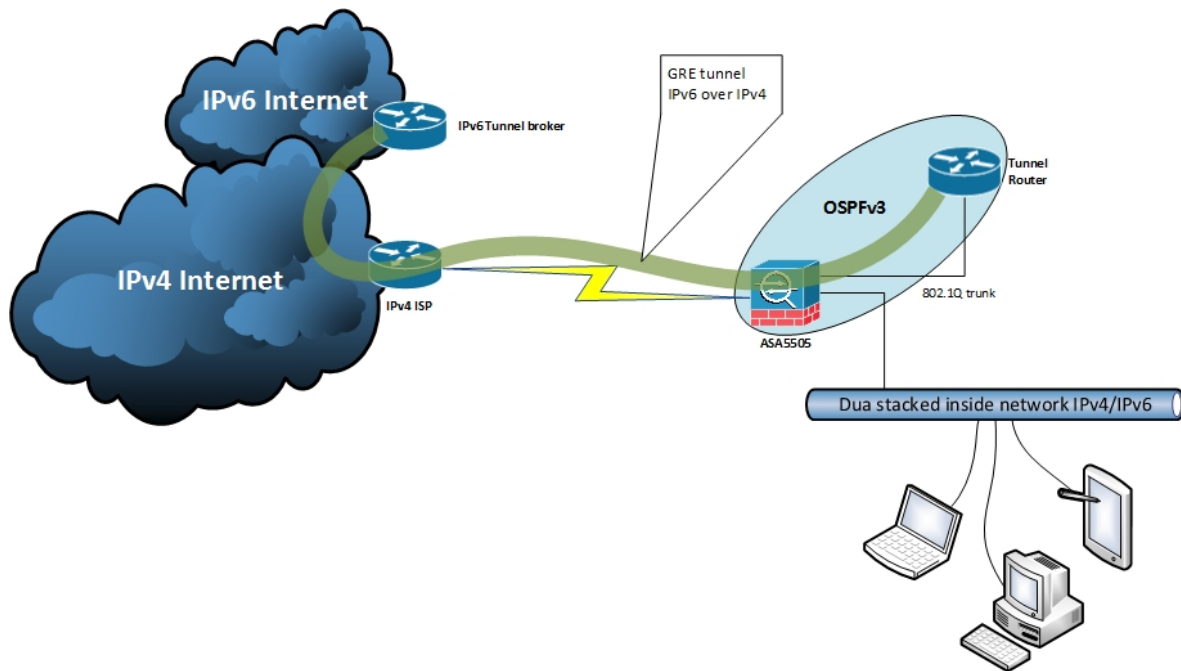 IPv6 Internet
IPv6 Tunnel broker
GRE tunnel
IPv6 over IPv4
Tunnel
Router
OSPFv3
IPv4 Internet
IPv4 ISP
802.1Q trunk
ASA5505
Dua stacked inside network IPv4/IPv6